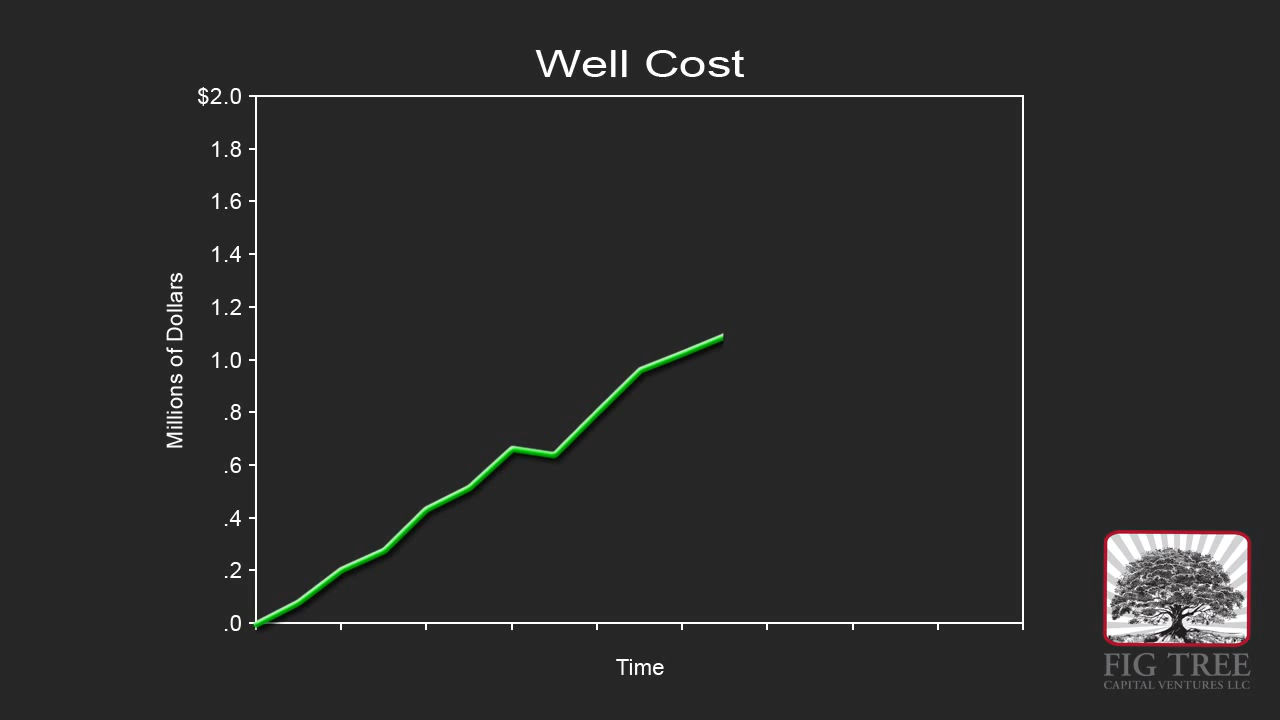 Well Cost
$2.0
1.8
1.6
1.4
1.2
1.0
.8
.6
.4
.2
.0
Millions of Dollars
Time
FIG TREE
CAPITAL VENTURES LLC